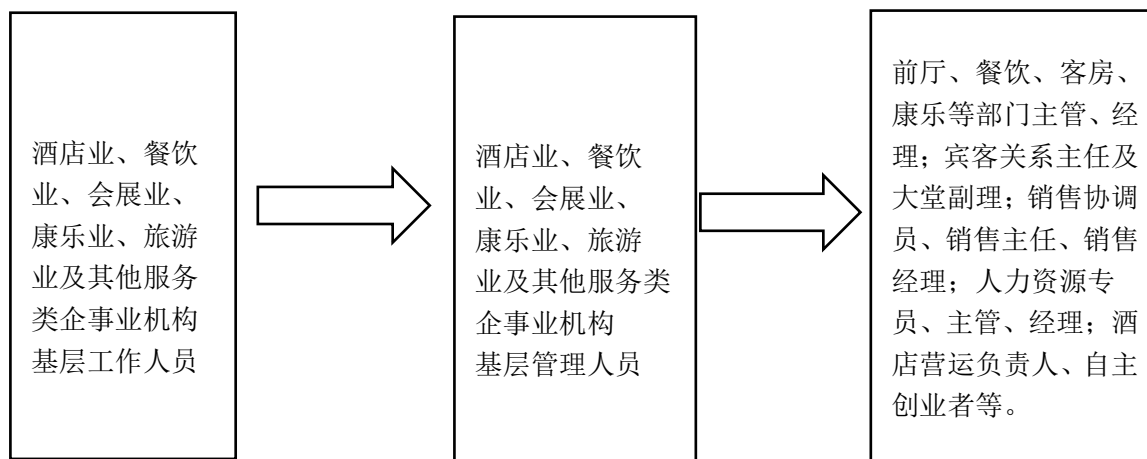 酒店业、餐饮
业、会展业、
康乐业、旅游
业及其他服务
类企事业机构
基层工作人员
酒店业、餐饮
业、会展业、
康乐业、旅游
业及其他服务类
企事业机构
基层管理人员
前厅、餐饮、客房、
康乐等部门主管、经
理；宾客关系主任及
大堂副理；销售协调
员、销售主任、销售
经理；人力资源专
员、主管、经理；酒
店营运负责人、自主
创业者等。